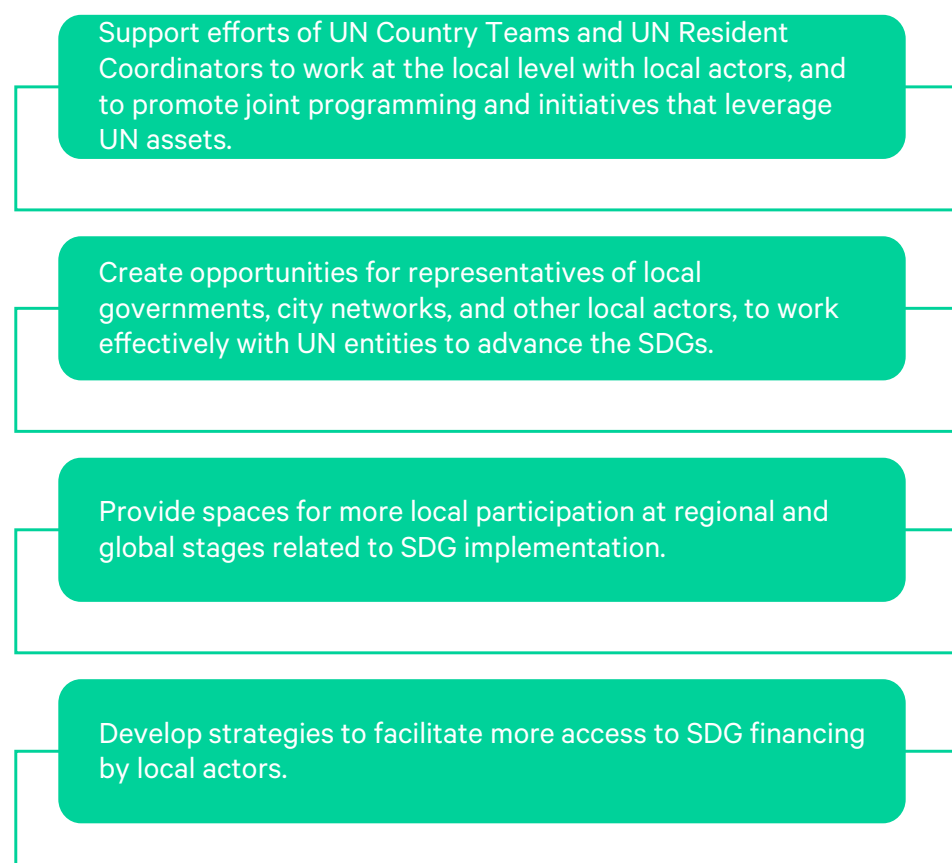 Support efforts of UN Country Teams and UN Resident
Coordinators to work at the local level with local actors, and
to promote joint programming and initiatives that leverage
UN assets.
Create opportunities for representatives of local
governments, city networks, and other local actors, to work
effectively with UN entities to advance the SDGs.
Provide spaces for more local participation at regional and
global stages related to SDG implementation.
Develop strategies to facilitate more access to SDG financing
by local actors.